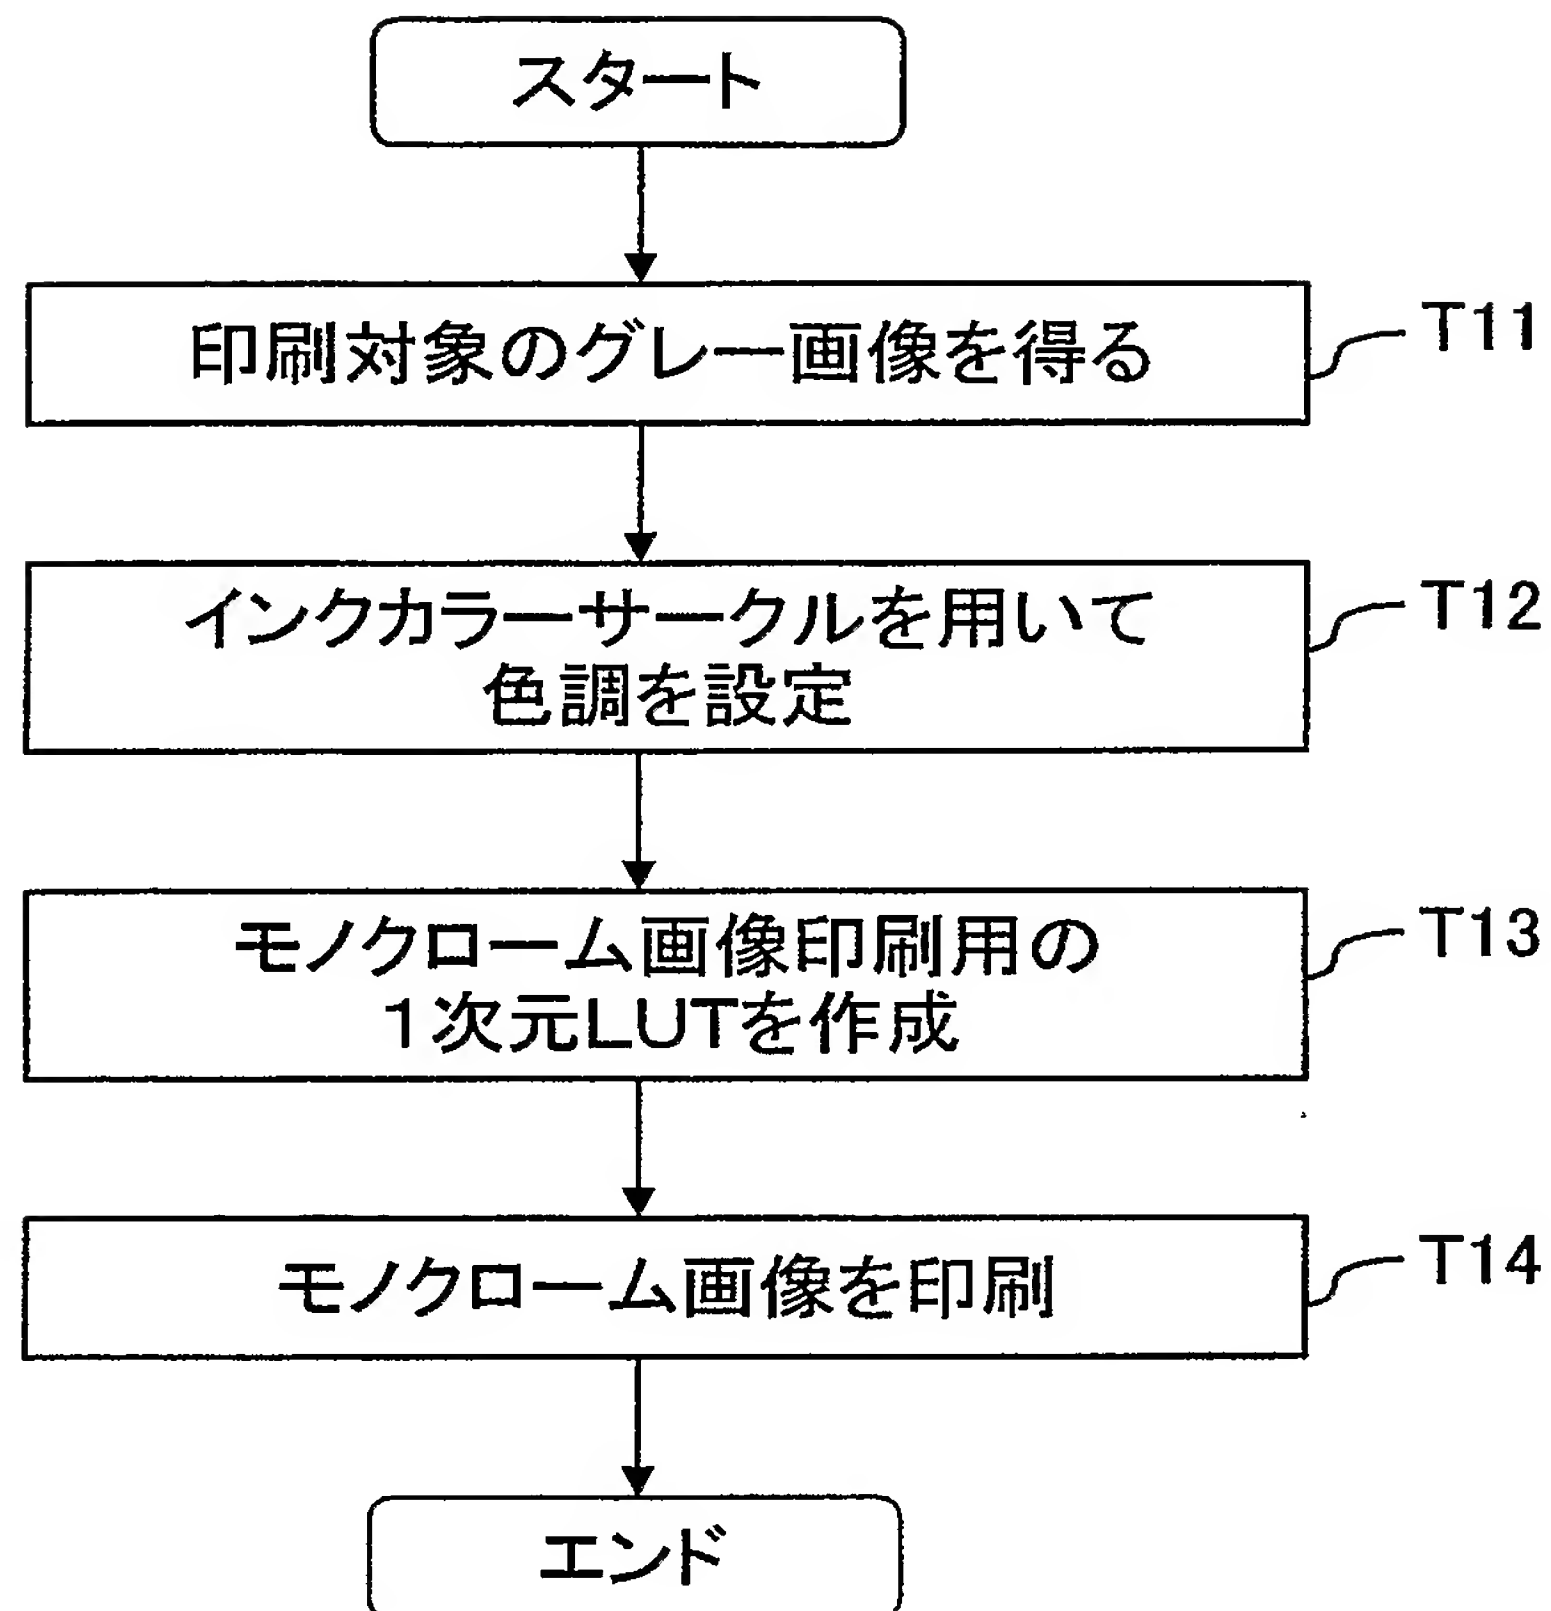 スタート
印刷対象のグレー画像を得る
T11
インクカラーサークルを用いて
色調を設定
T12
モノクローム画像印刷用の
1次元LUTを作成
T13
モノクローム画像を印刷
T14
エンド